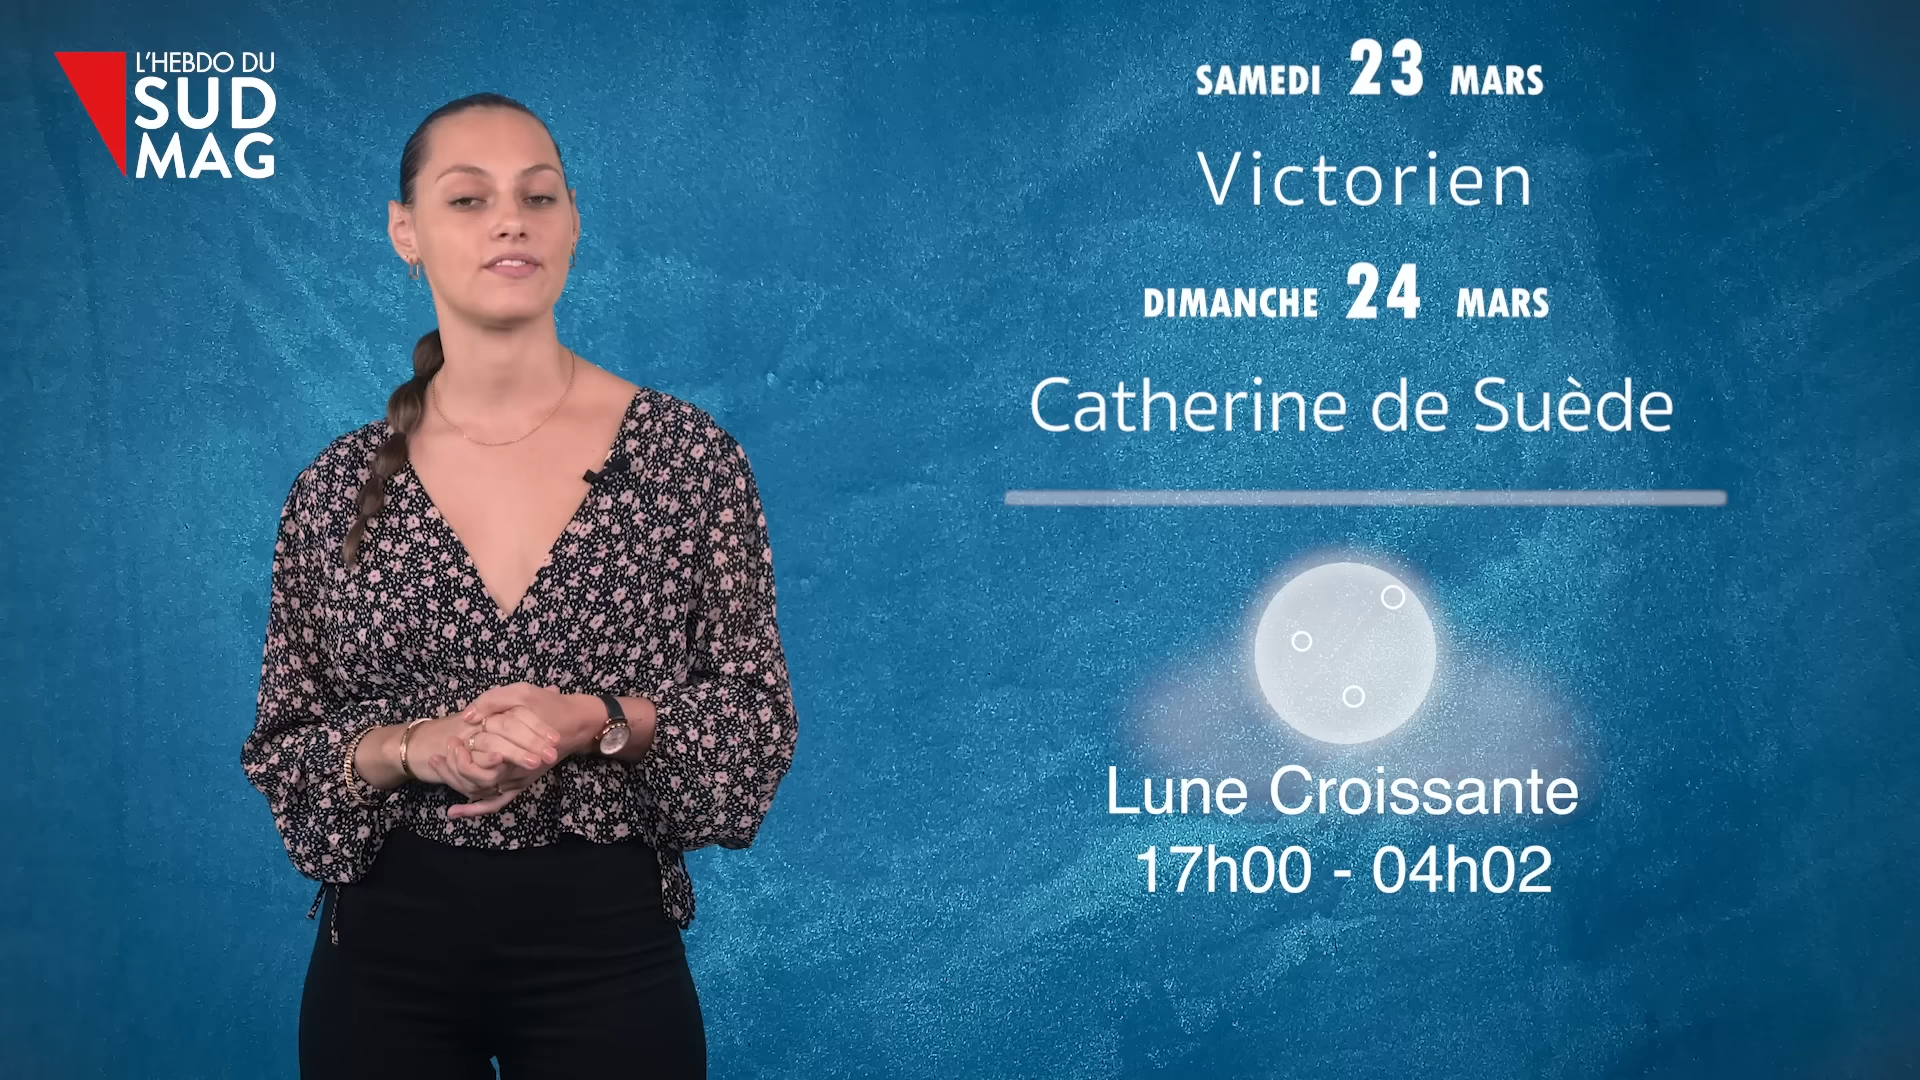 L'HEBDO DU
SUD
MAG
SAMEDI 23 MARS
Victorien
DIMANCHE 24 MARS
Catherine de Suède
Lune Croissante
17h00 - 04h02